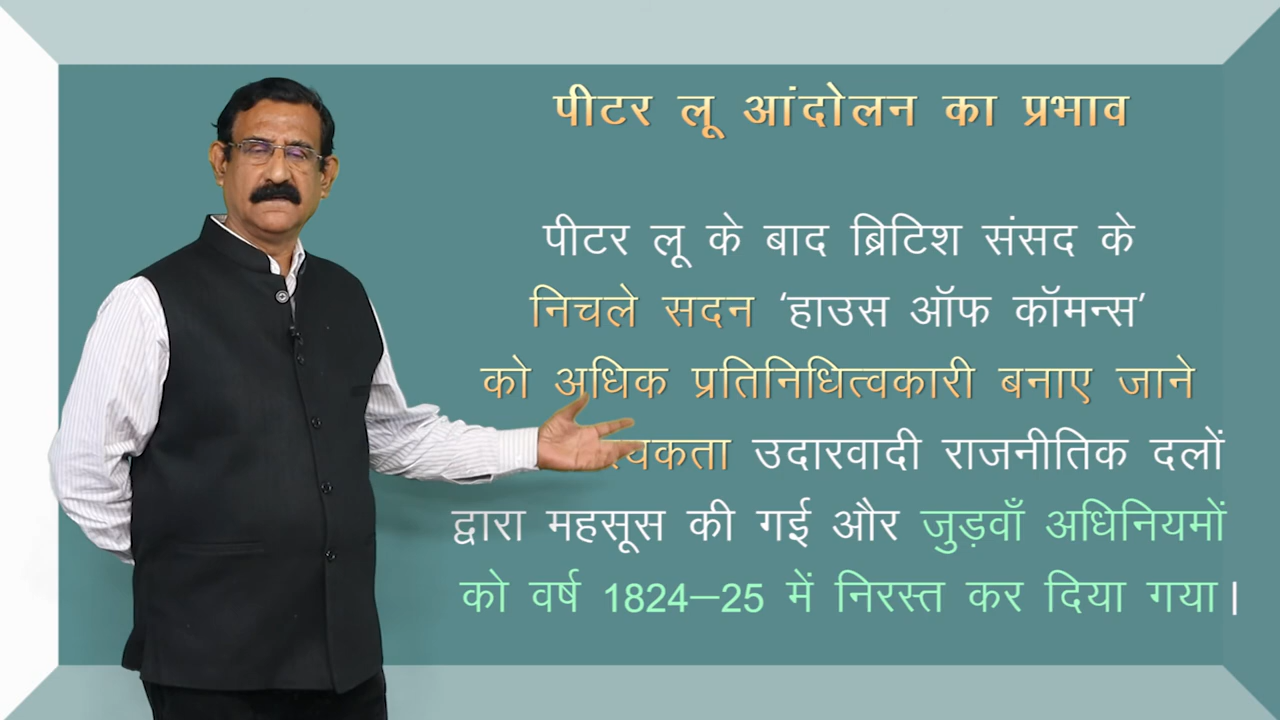 पीटर लू आंदोलन का प्रभाव
पीटर लू के बाद ब्रिटिश संसद के
निचले सदन ‘हाउस ऑफ कॉमन्स’
को अधिक प्रतिनिधित्वकारी बनाए जाने
उदारवादी राजनीतिक दलों
द्वारा महसूस की गई और जुड़वाँ अधिनियमों
को वर्ष 1824–25 में निरस्त कर दिया गया।